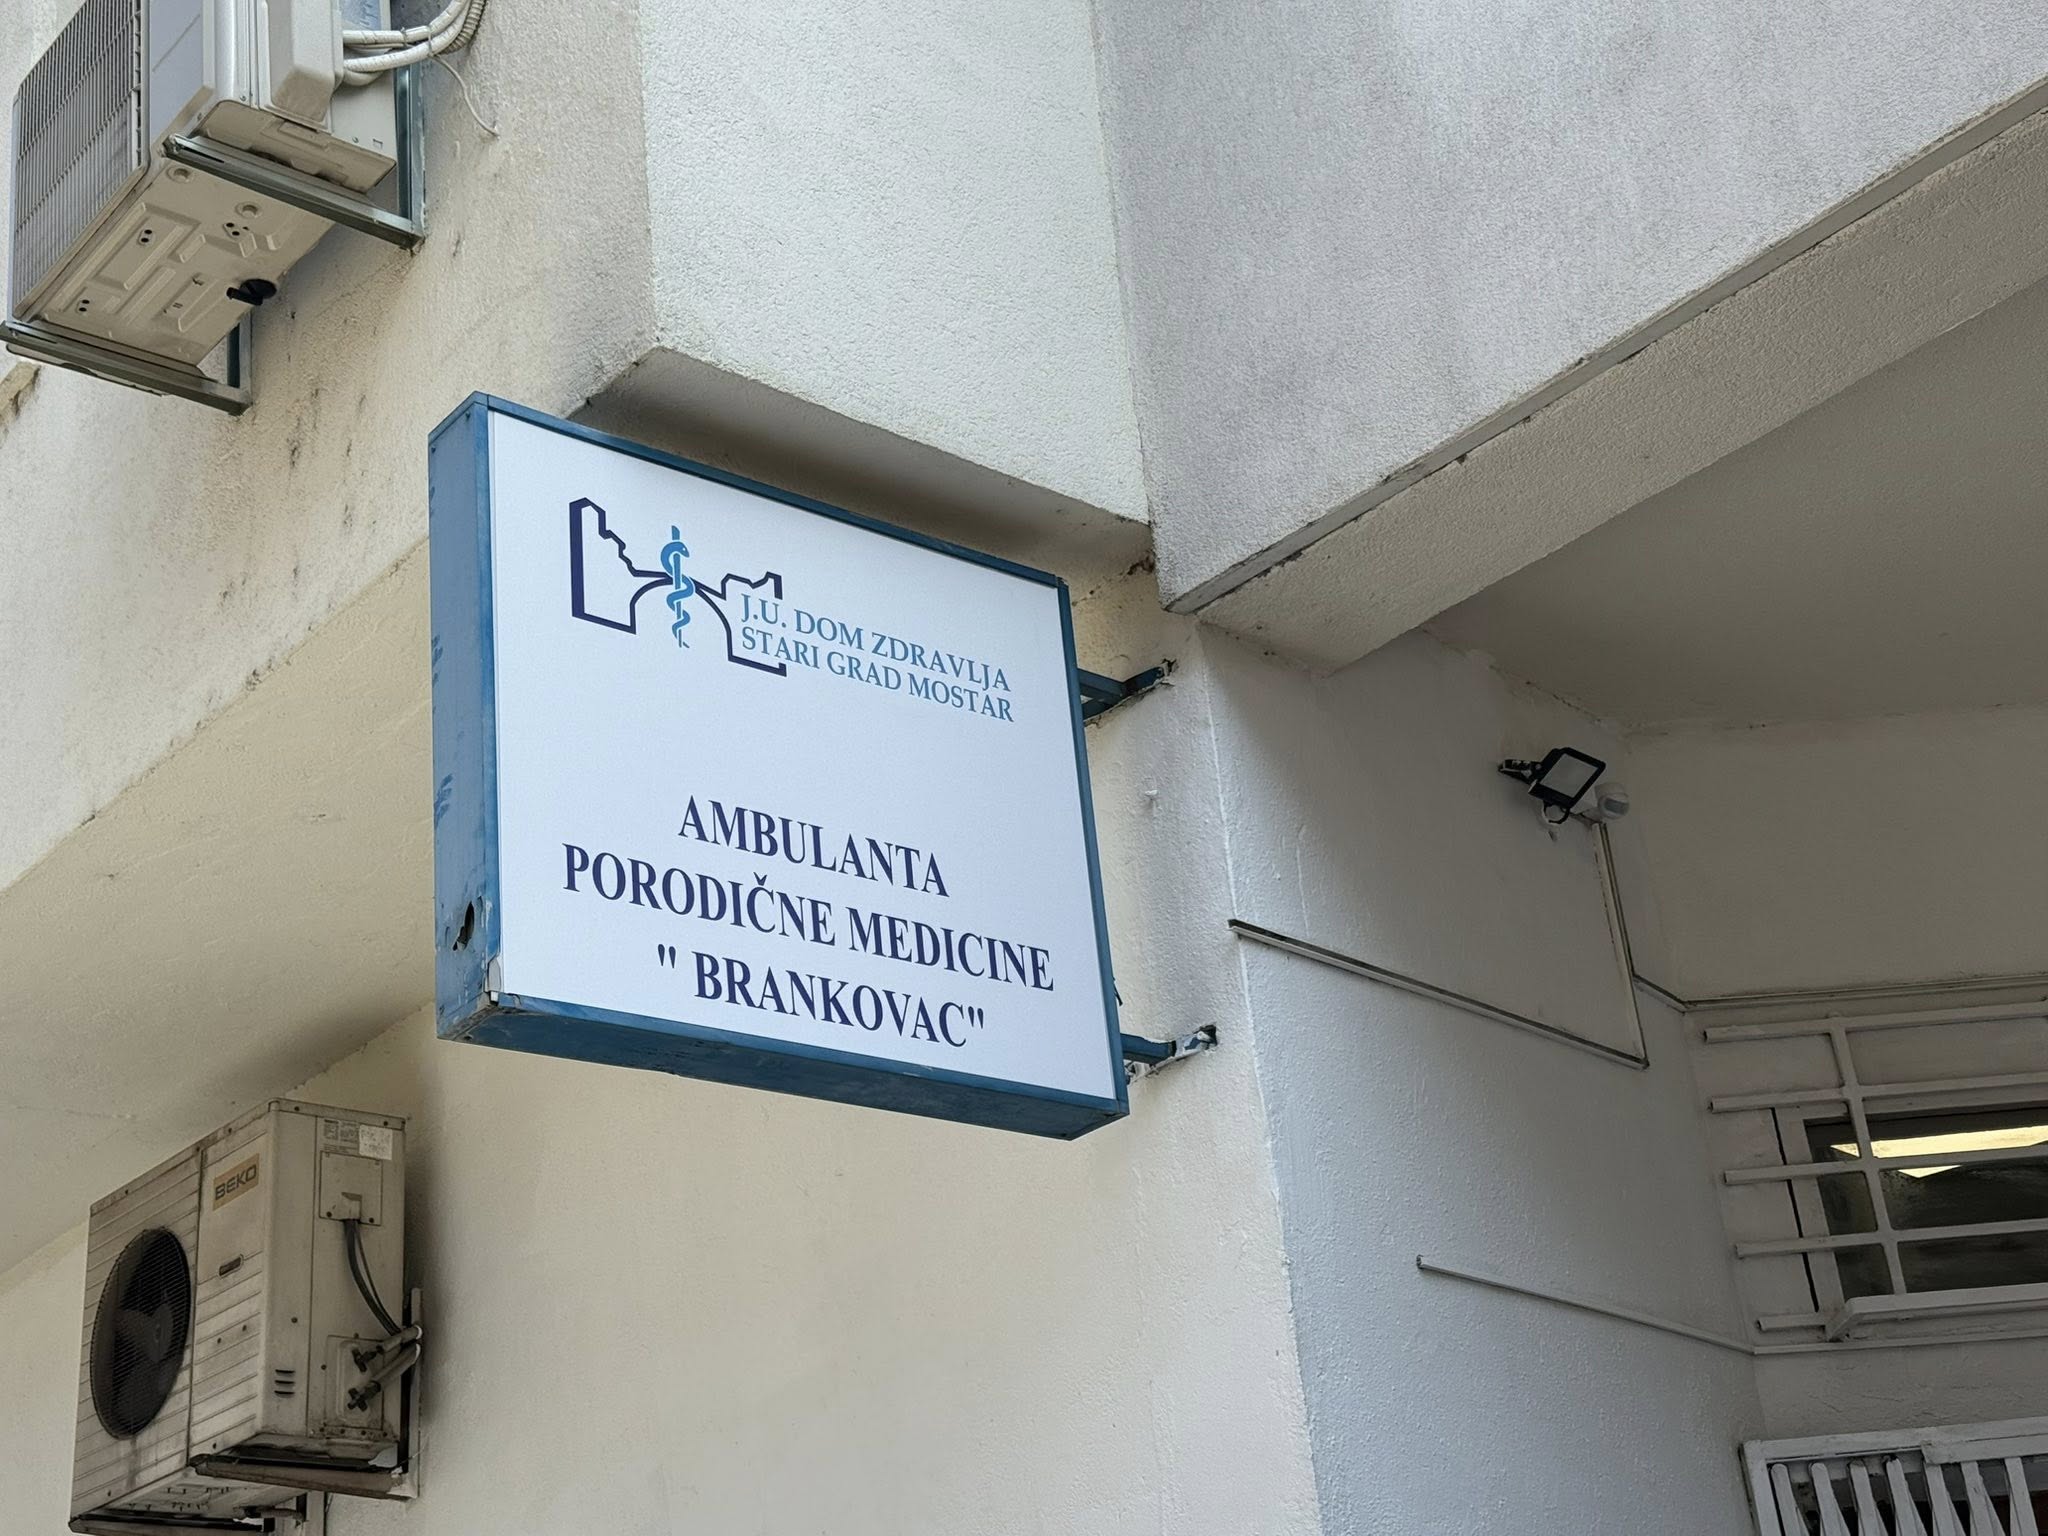 J.U. DOM ZDRAVLJA
STARI GRAD MOSTAR
AMBULANTA
PORODIČNE MEDICINE
" BRANKOVAC"
BEKO